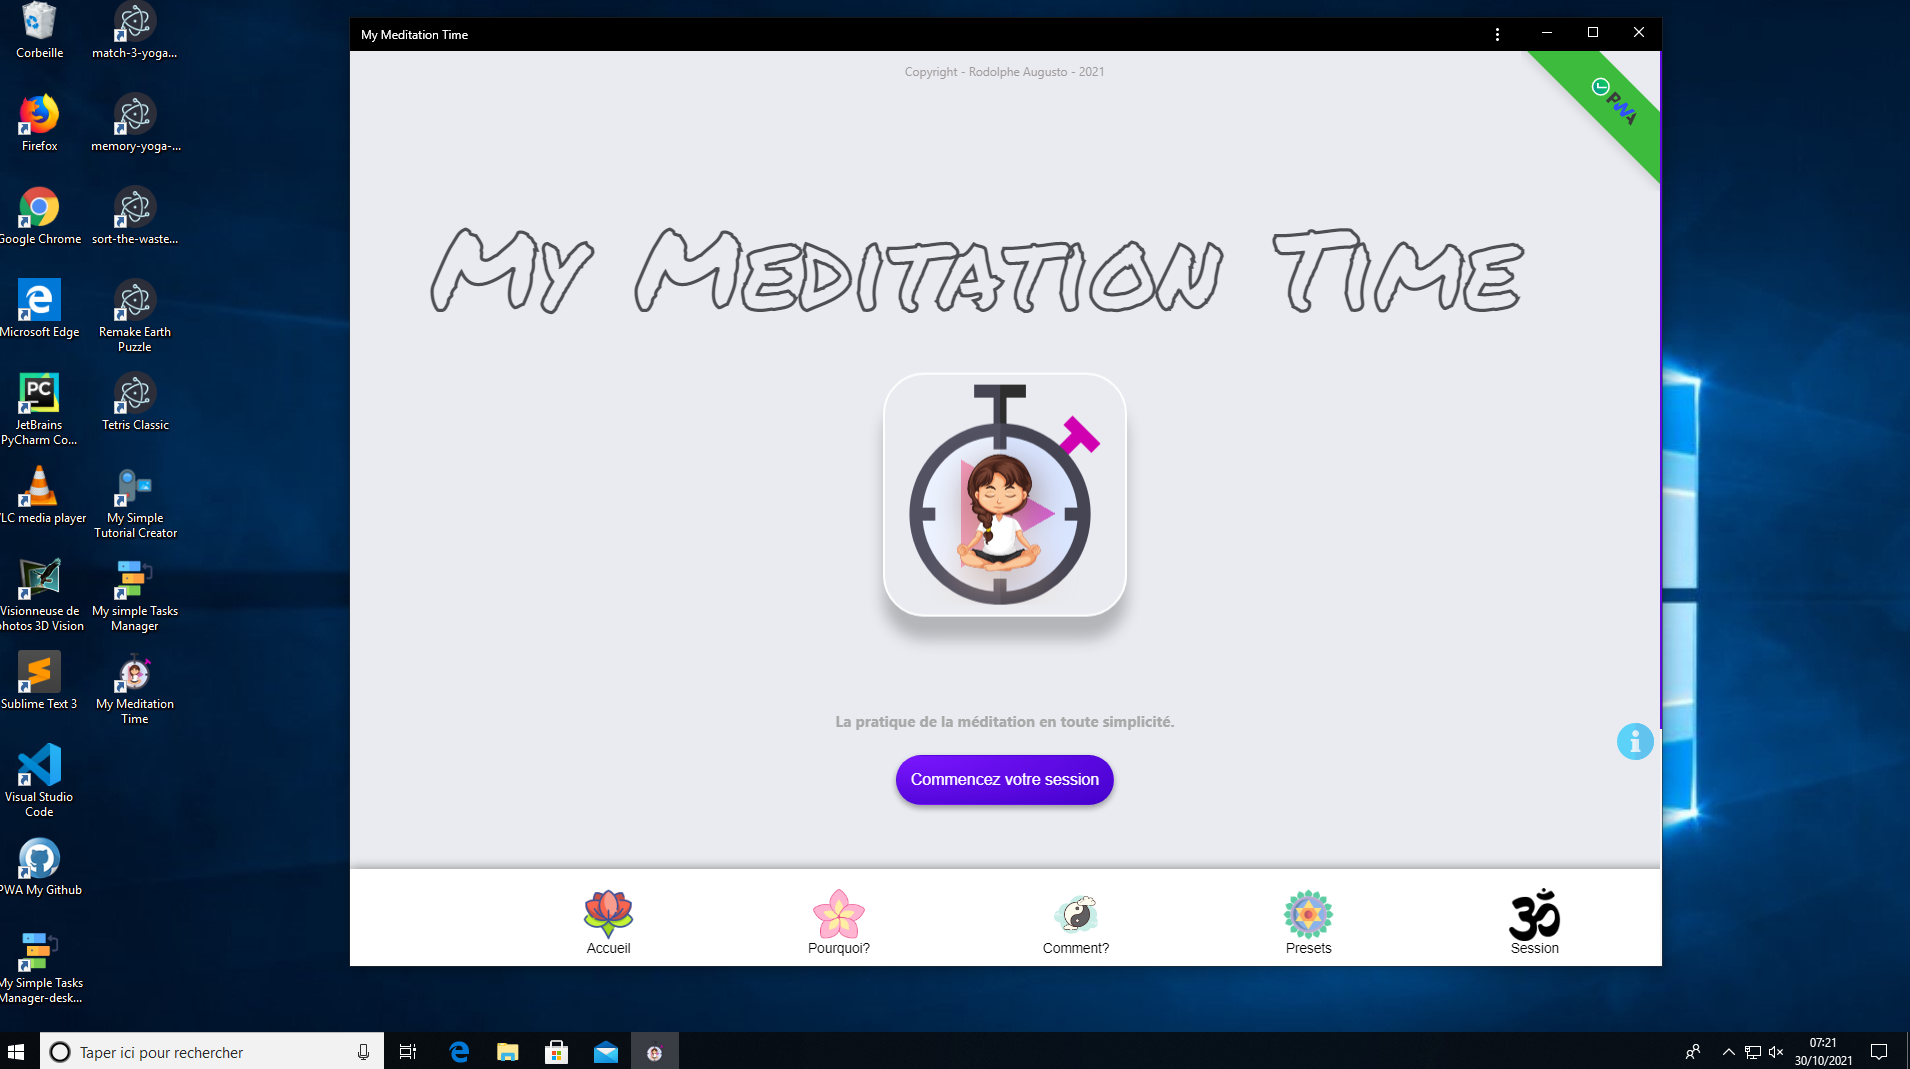 Corbeille
match-3-yoga...
Firefox
memory-yoga-...
Google Chrome
sort-the-waste...
Microsoft Edge
Remake Earth
Puzzle
PC
JetBrains
PyCharm Co...
Tetris Classic
LC media player
My Simple
Tutorial Creator
Visionneuse de
photos 3D Vision
My simple Tasks
Manager
Sublime Text 3
My Meditation
Time
Visual Studio
Code
PWA My Github
My Simple Tasks
Manager-desk...
My Meditation Time
Copyright - Rodolphe Augusto - 2021
PWA
My Meditation Time
La pratique de la méditation en toute simplicité.
Commencez votre session
Accueil
Pourquoi?
Comment?
Presets
ॐ
Session
Taper ici pour rechercher
07:21
30/10/2021